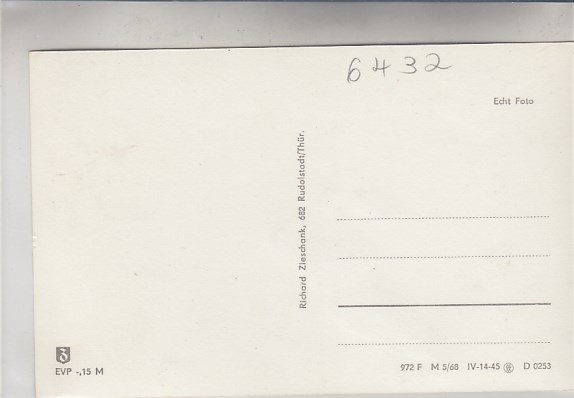 6432
Echt Foto
Richard Zieschank, 682 Rudolstadt/Thür.
EVP -,15 M
972 F M 5/68 IV-14-45 D 0253